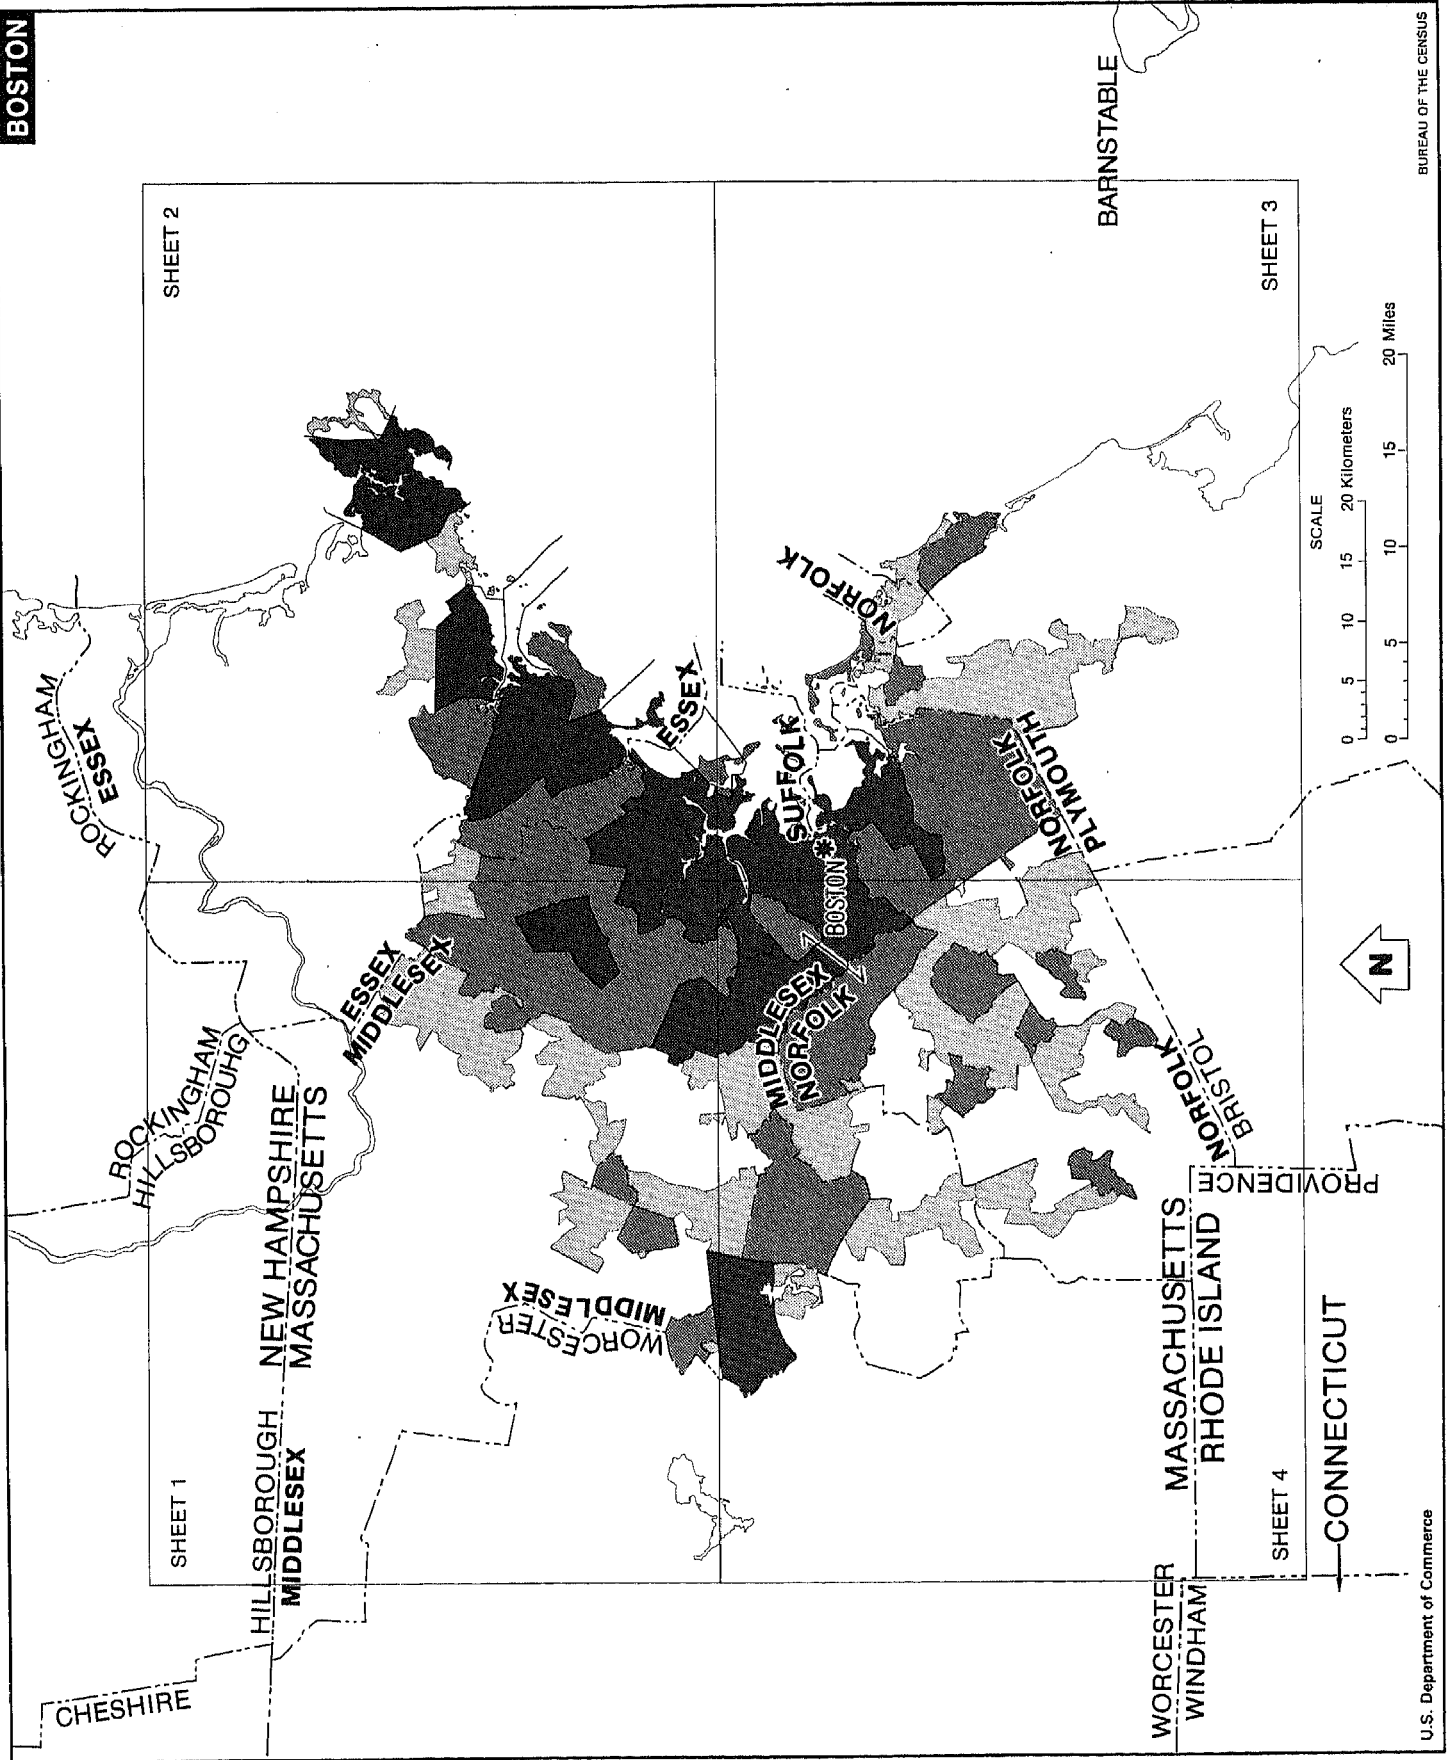 BOSTON
SHEET 1
SHEET 2
SHEET 3
SHEET 4
CHESHIRE
HILLSBOROUGH
MIDDLESEX
NEW HAMPSHIRE
MASSACHUSETTS
ROCKINGHAM
HILLSBOROUHG
ROCKINGHAM
ESSEX
ESSEX
MIDDLESEX
WORCESTER
MIDDLESEX
ESSEX
SUFFOLK
BOSTON
MIDDLESEX
NORFOLK
NORFOLK
NORFOLK
NORFOLK
PLYMOUTH
NORFOLK
BRISTOL
PROVIDENCE
MASSACHUSETTS
RHODE ISLAND
WORCESTER
WINDHAM
CONNECTICUT
BARNSTABLE
N
SCALE
0 5 10 15 20 Kilometers
0 5 10 15 20 Miles
U.S. Department of Commerce
BUREAU OF THE CENSUS